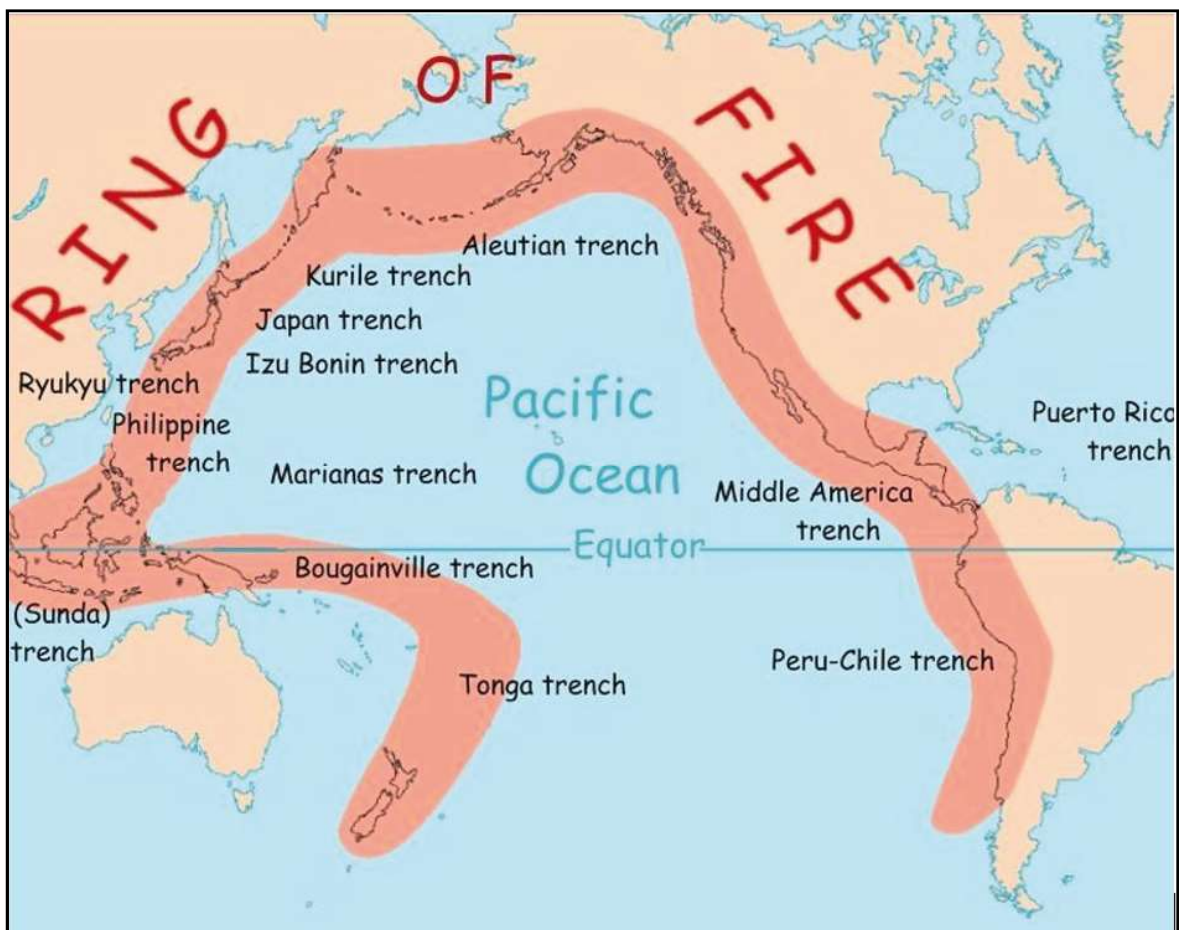 RING OF FIRE
Aleutian trench
Kurile trench
Japan trench
Izu Bonin trench
Ryukyu trench
Philippine
trench
Marianas trench
Pacific
Ocean
Puerto Rico
trench
Middle America
trench
Equator
Bougainville trench
(Sunda)
trench
Peru-Chile trench
Tonga trench